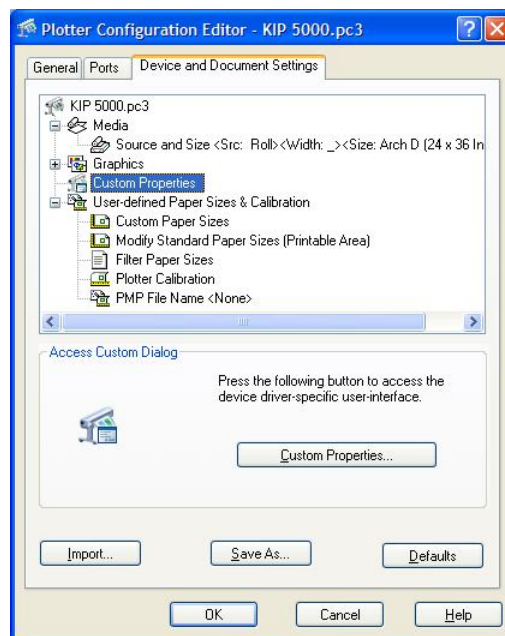 Plotter Configuration Editor - KIP 5000.pc3
General Ports Device and Document Settings
KIP 5000.pc3
Media
Source and Size <Src: Roll><Width: _><Size: Arch D (24 x 36 In
Graphics
Custom Properties
User-defined Paper Sizes & Calibration
Custom Paper Sizes
Modify Standard Paper Sizes (Printable Area)
Filter Paper Sizes
Plotter Calibration
PMP File Name <None>
Access Custom Dialog
Press the following button to access the
device driver-specific user-interface.
Custom Properties...
Import... Save As... Defaults
OK Cancel Help